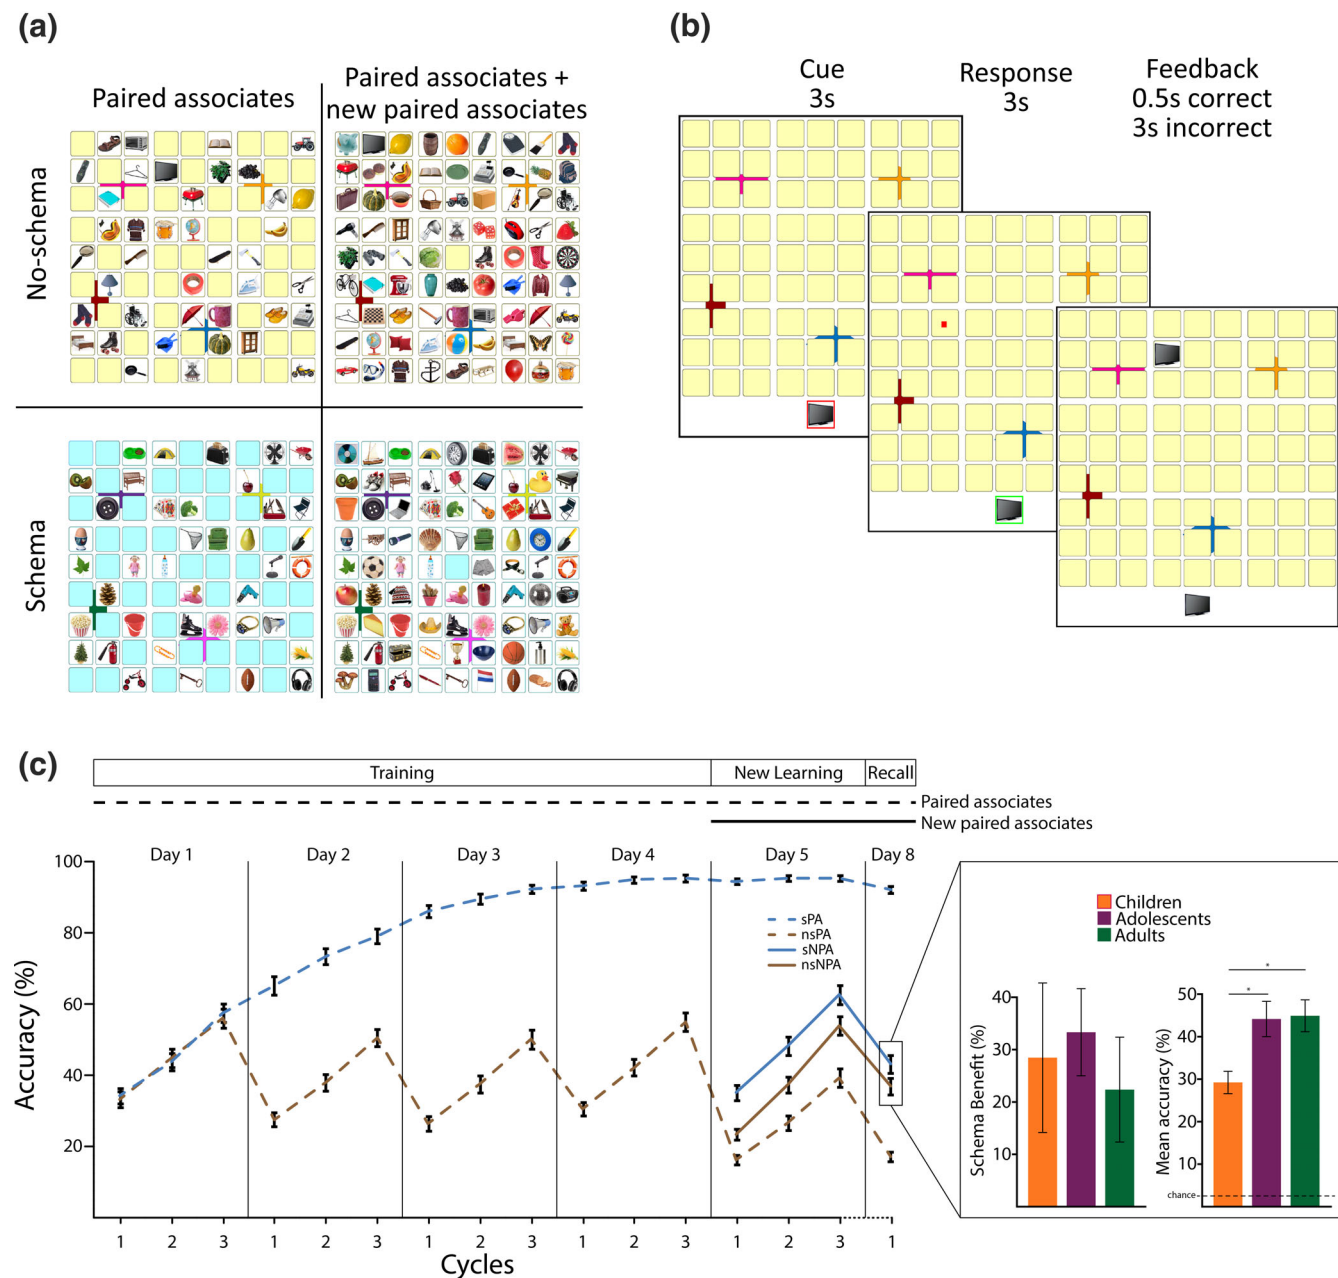 (a)
Paired associates
Paired associates +
new paired associates
No-schema
Schema
(b)
Cue
3s
Response
3s
Feedback
0.5s correct
3s incorrect
(c)
Training
New Learning
Recall
Paired associates
New paired associates
Day 1
Day 2
Day 3
Day 4
Day 5
Day 8
100
80
60
40
20
Accuracy (%)
sPA
nsPA
sNPA
nsNPA
1 2 3 1 2 3 1 2 3 1 2 3 1 2 3 1
Cycles
Children
Adolescents
Adults
40
30
20
10
Schema Benefit (%)
50
40
30
20
10
Mean accuracy (%)
chance
*
*